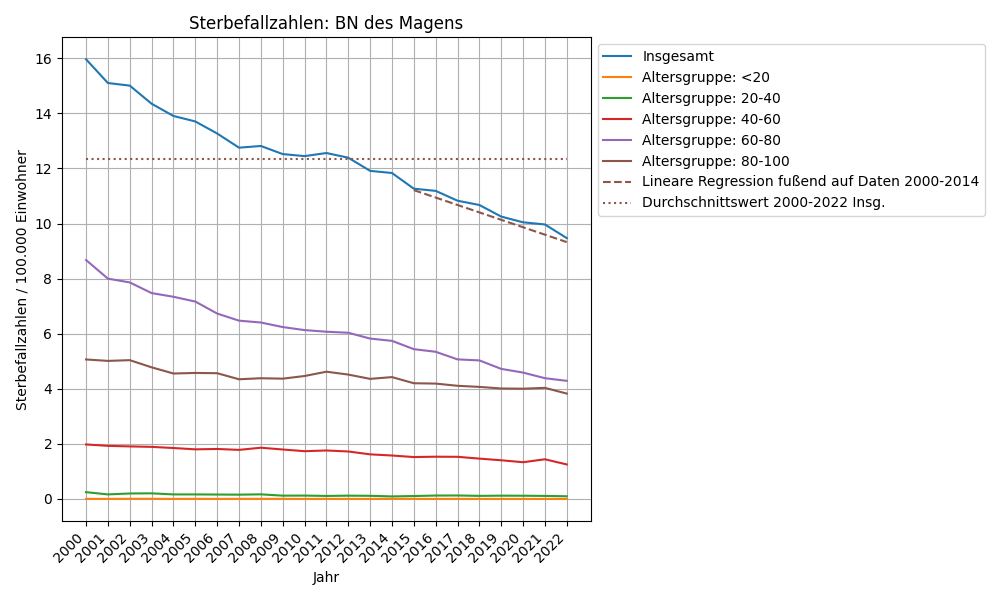 Sterbefallzahlen: BN des Magens
Sterbefallzahlen / 100.000 Einwohner
16
14
12
10
8
6
4
2
0
2000
2001
2002
2003
2004
2005
2006
2007
2008
2009
2010
2011
2012
2013
2014
2015
2016
2017
2018
2019
2020
2021
2022
Jahr
Insgesamt
Altersgruppe: <20
Altersgruppe: 20-40
Altersgruppe: 40-60
Altersgruppe: 60-80
Altersgruppe: 80-100
Lineare Regression fußend auf Daten 2000-2014
Durchschnittswert 2000-2022 Insg.